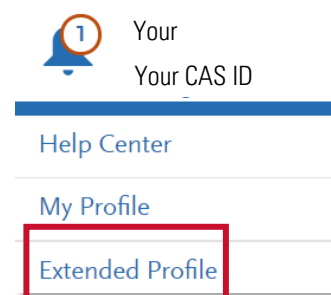 1
Your
Your CAS ID
Help Center
My Profile
Extended Profile